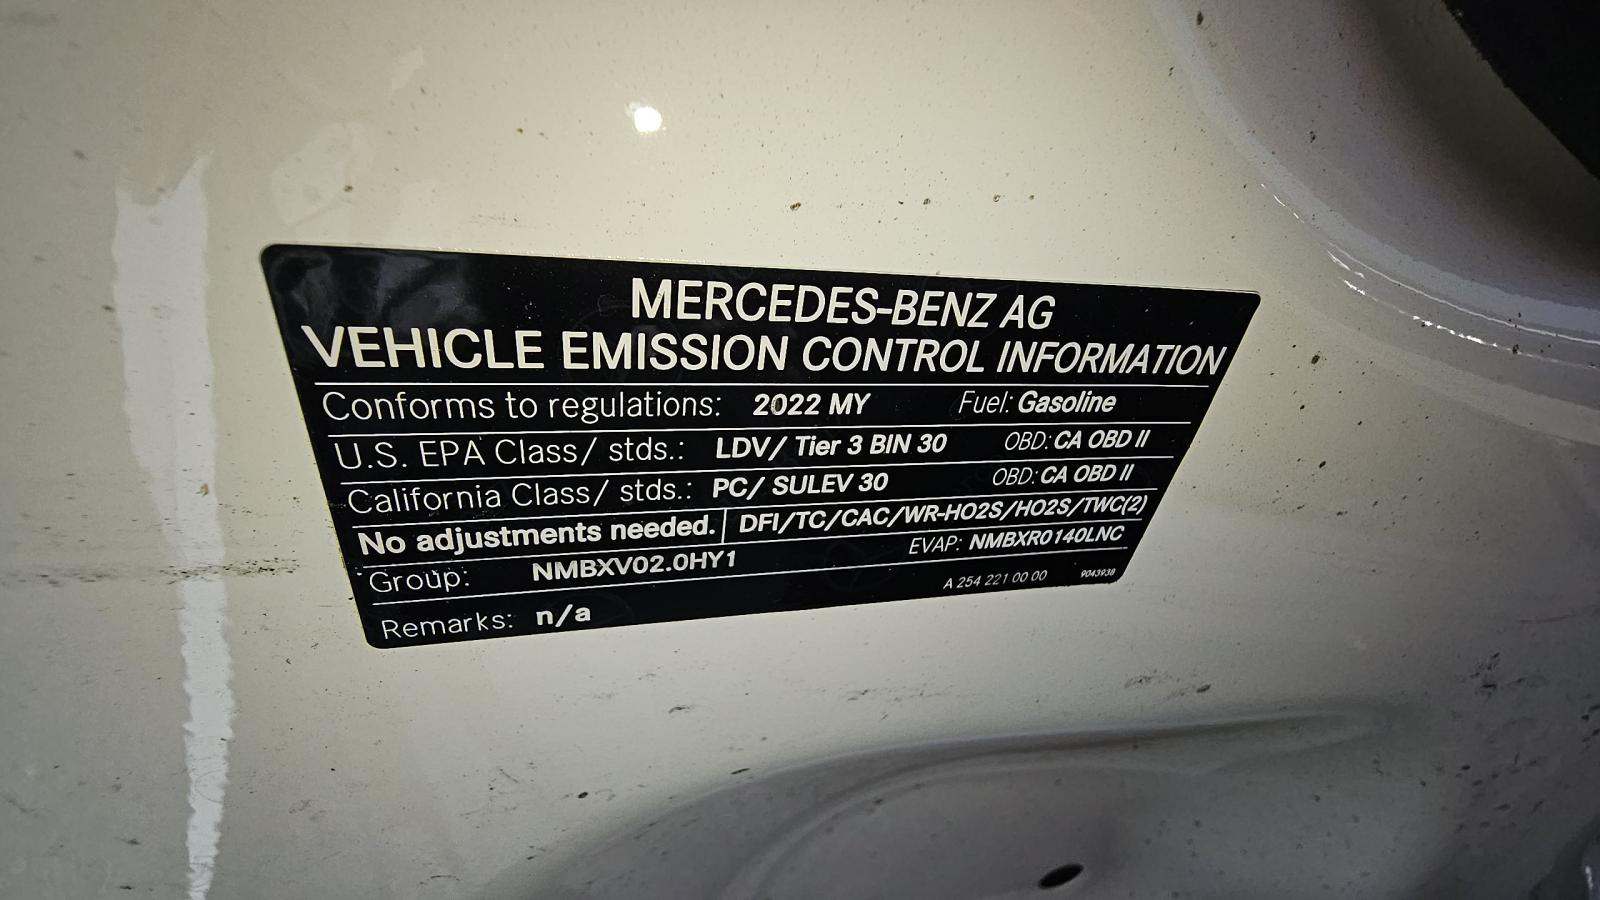 MERCEDES-BENZ AG
VEHICLE EMISSION CONTROL INFORMATION
Conforms to regulations: 2022 MY Fuel: Gasoline
U.S. EPA Class/ stds.: LDV/ Tier 3 BIN 30 OBD: CA OBD II
California Class/ stds.: PC/ SULEV 30 OBD: CA OBD II
No adjustments needed. DFI/TC/CAC/WR-HO2S/HO2S/TWC(2)
Group: NMBXV02.0HY1 EVAP: NMBXR0140LNC
Remarks: n/a A 254 221 00 00 9043938